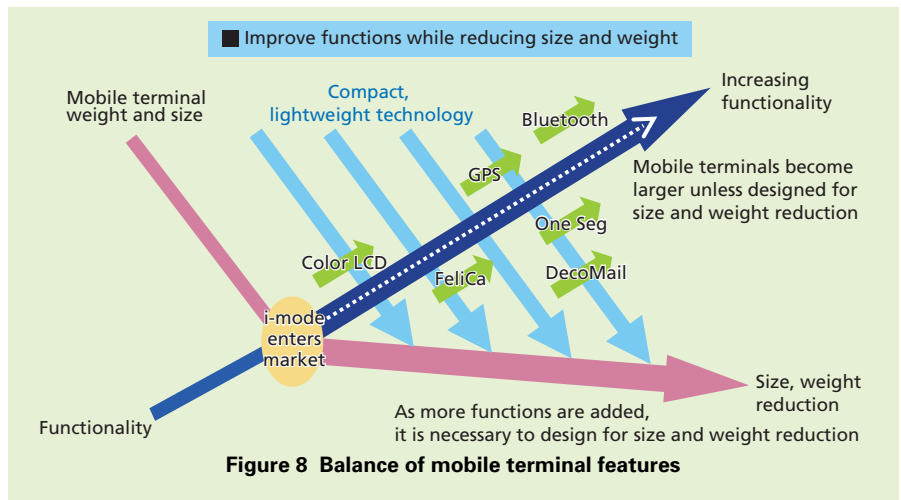 ■ Improve functions while reducing size and weight
Mobile terminal
weight and size
Compact,
lightweight technology
Increasing
functionality
Bluetooth
GPS
Mobile terminals become
larger unless designed for
size and weight reduction
One Seg
Color LCD
FeliCa
DecoMail
i-mode
enters
market
Size, weight
reduction
As more functions are added,
it is necessary to design for size and weight reduction
Functionality
Figure 8 Balance of mobile terminal features